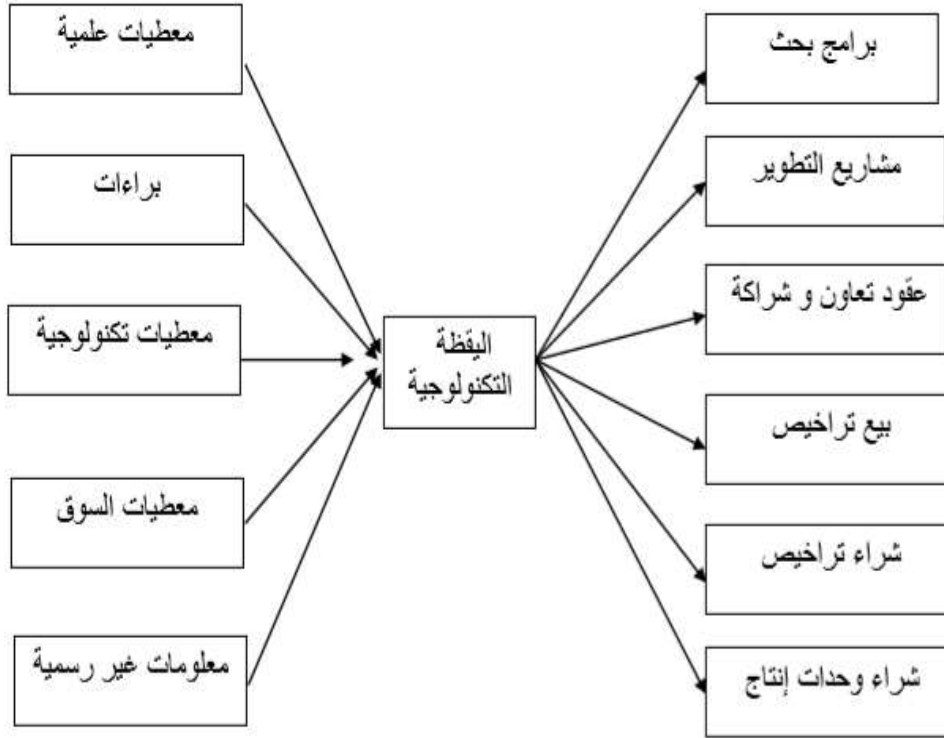 معطيات علمية
براءات
معطيات تكنولوجية
معطيات السوق
معلومات غير رسمية
اليقظة
التكنولوجية
برامج بحث
مشاريع التطوير
عقود تعاون و شراكة
بيع تراخيص
شراء تراخيص
شراء وحدات إنتاج